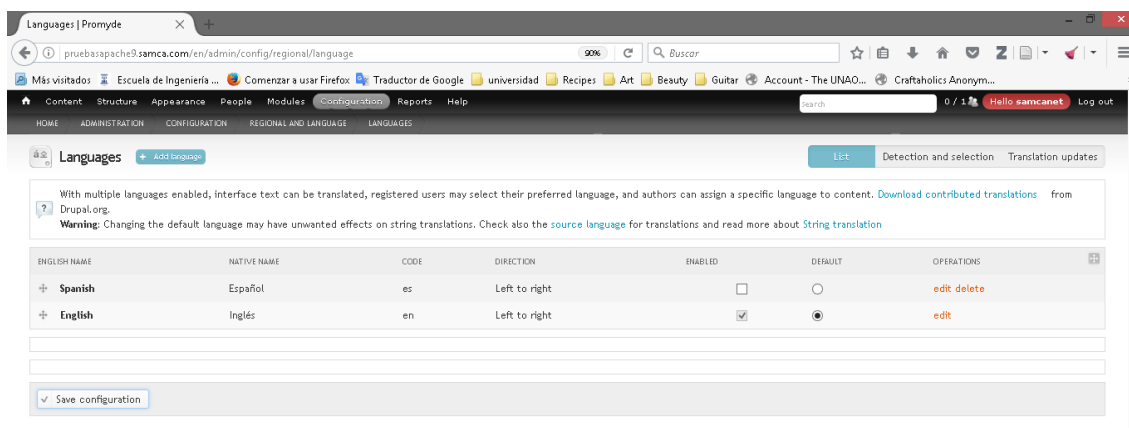 Languages | Promyde
pruebasapache9.samca.com/en/admin/config/regional/language 90% Buscar
Más visitados Escuela de Ingeniería ... Comenzar a usar Firefox Traductor de Google universidad Recipes Art Beauty Guitar Account - The UNAO... Craftaholics Anonym...
Content Structure Appearance People Modules Configuration Reports Help Search 0 / 1 Hello samcanet Log out
HOME ADMINISTRATION CONFIGURATION REGIONAL AND LANGUAGE LANGUAGES
Languages + Add language List Detection and selection Translation updates
With multiple languages enabled, interface text can be translated, registered users may select their preferred language, and authors can assign a specific language to content. Download contributed translations from
Drupal.org.
Warning: Changing the default language may have unwanted effects on string translations. Check also the source language for translations and read more about String translation
ENGLISH NAME NATIVE NAME CODE DIRECTION ENABLED DEFAULT OPERATIONS
Spanish Español es Left to right edit delete
English Inglés en Left to right edit
Save configuration